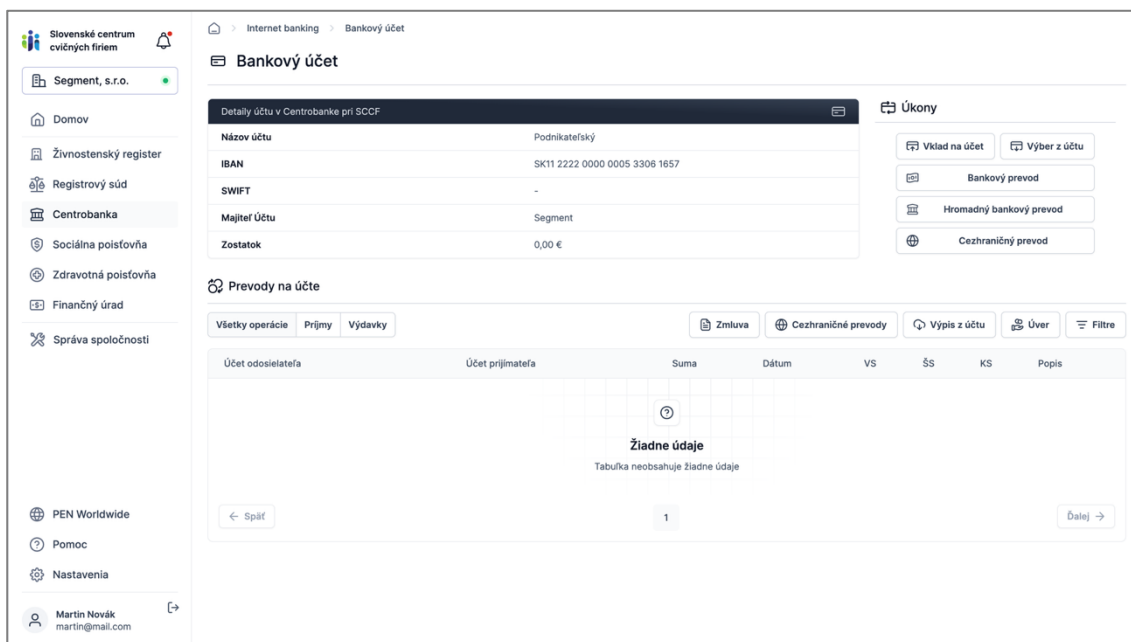 Slovenské centrum
cvičných firiem
Segment, s.r.o.
Domov
Živnostenský register
Registrový súd
Centrobanka
Sociálna poisťovňa
Zdravotná poisťovňa
Finančný úrad
Správa spoločnosti
PEN Worldwide
Pomoc
Nastavenia
Martin Novák
martin@mail.com
Internet banking > Bankový účet
Bankový účet
Detaily účtu v Centrobanke pri SCCF
Názov účtu Podnikateľský
IBAN SK11 2222 0000 0005 3306 1657
SWIFT -
Majiteľ Účtu Segment
Zostatok 0,00 €
Úkony
Vklad na účet Výber z účtu
Bankový prevod
Hromadný bankový prevod
Cezhraničný prevod
Prevody na účte
Všetky operácie Príjmy Výdavky Zmluva Cezhraničné prevody Výpis z účtu Úver Filtre
Účet odosielateľa Účet prijímateľa Suma Dátum VS ŠS KS Popis
Žiadne údaje
Tabuľka neobsahuje žiadne údaje
← Späť 1 Ďalej →